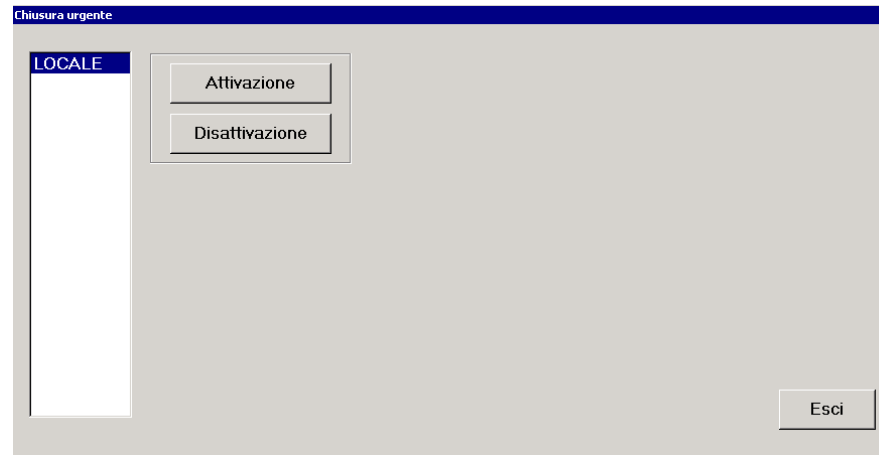 Chiusura urgente
LOCALE
Attivazione
Disattivazione
Esci